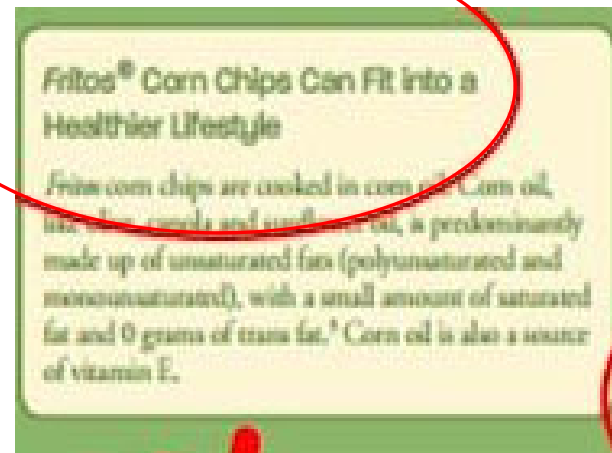 Fritos® Corn Chips Can Fit into a
Healthier Lifestyle
Fritos corn chips are cooked in corn oil. Corn oil,
like olive, canola and sunflower oil, is predominantly
made up of unsaturated fats (polyunsaturated and
monounsaturated), with a small amount of saturated
fat and 0 grams of trans fat. Corn oil is also a source
of vitamin E.